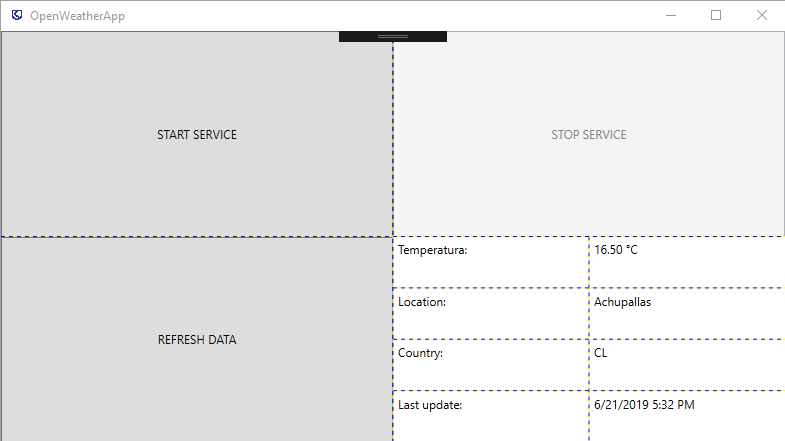 OpenWeatherApp
START SERVICE
STOP SERVICE
REFRESH DATA
Temperatura: 16.50 °C
Location: Achupallas
Country: CL
Last update: 6/21/2019 5:32 PM